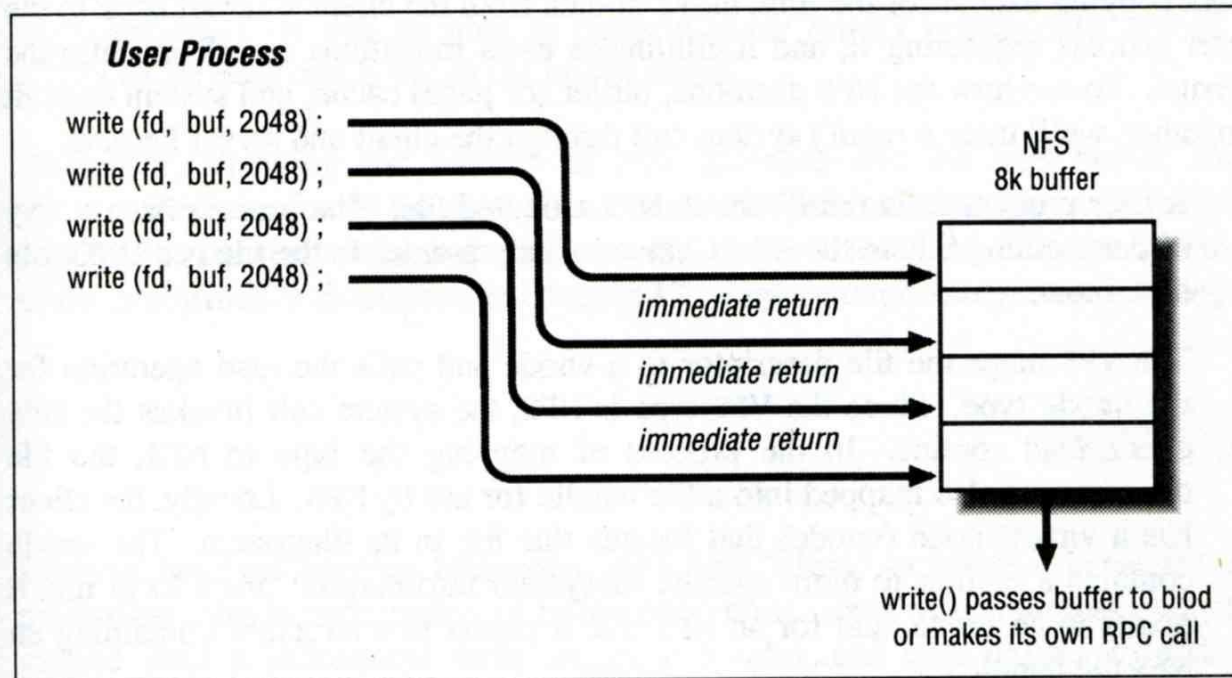 User Process
write (fd, buf, 2048) ;
write (fd, buf, 2048) ;
write (fd, buf, 2048) ;
write (fd, buf, 2048) ;
NFS
8k buffer
immediate return
immediate return
immediate return
write() passes buffer to biod
or makes its own RPC call